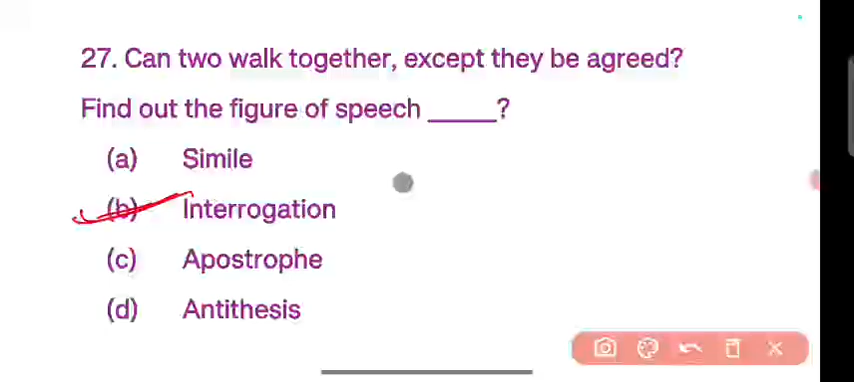 27. Can two walk together, except they be agreed?
Find out the figure of speech _____?
(a) Simile
(b) Interrogation
(c) Apostrophe
(d) Antithesis